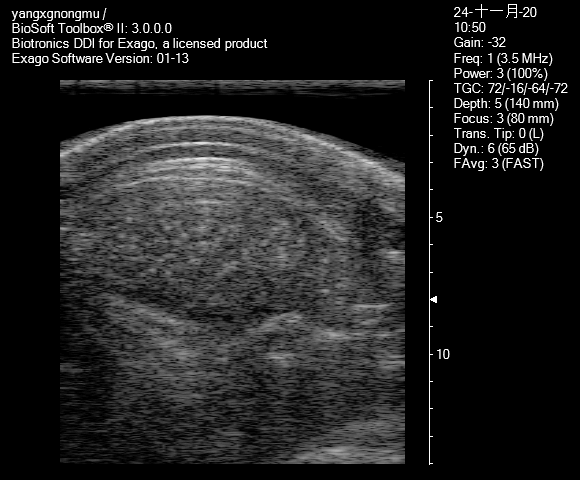 yangxgnongmu /
BioSoft Toolbox® II: 3.0.0.0
Biotronics DDI for Exago, a licensed product
Exago Software Version: 01-13
24-十一月-20
10:50
Gain: -32
Freq: 1 (3.5 MHz)
Power: 3 (100%)
TGC: 72/-16/-64/-72
Depth: 5 (140 mm)
Focus: 3 (80 mm)
Trans. Tip: 0 (L)
Dyn.: 6 (65 dB)
FAvg: 3 (FAST)
5
10